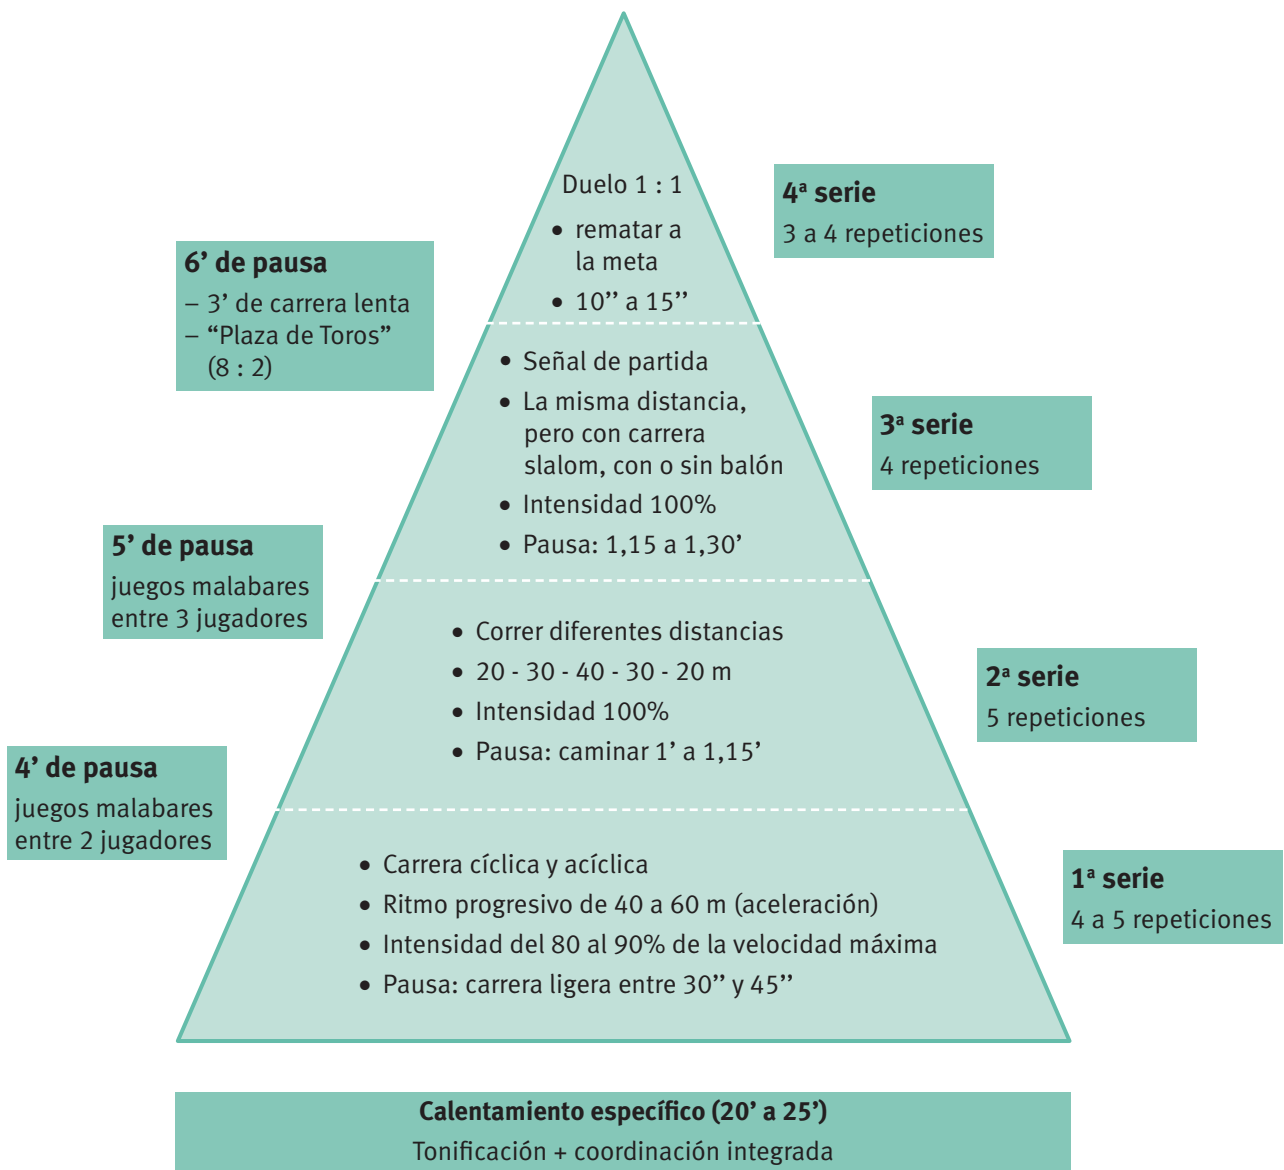 Duelo 1 : 1
• rematar a
la meta
• 10’’ a 15’’
4ª serie
3 a 4 repeticiones
6’ de pausa
– 3’ de carrera lenta
– “Plaza de Toros”
(8 : 2)
• Señal de partida
• La misma distancia,
pero con carrera
slalom, con o sin balón
• Intensidad 100%
• Pausa: 1,15 a 1,30’
3ª serie
4 repeticiones
5’ de pausa
juegos malabares
entre 3 jugadores
• Correr diferentes distancias
• 20 - 30 - 40 - 30 - 20 m
• Intensidad 100%
• Pausa: caminar 1’ a 1,15’
2ª serie
5 repeticiones
4’ de pausa
juegos malabares
entre 2 jugadores
• Carrera cíclica y acíclica
• Ritmo progresivo de 40 a 60 m (aceleración)
• Intensidad del 80 al 90% de la velocidad máxima
• Pausa: carrera ligera entre 30’’ y 45’’
1ª serie
4 a 5 repeticiones
Calentamiento específico (20’ a 25’)
Tonificación + coordinación integrada